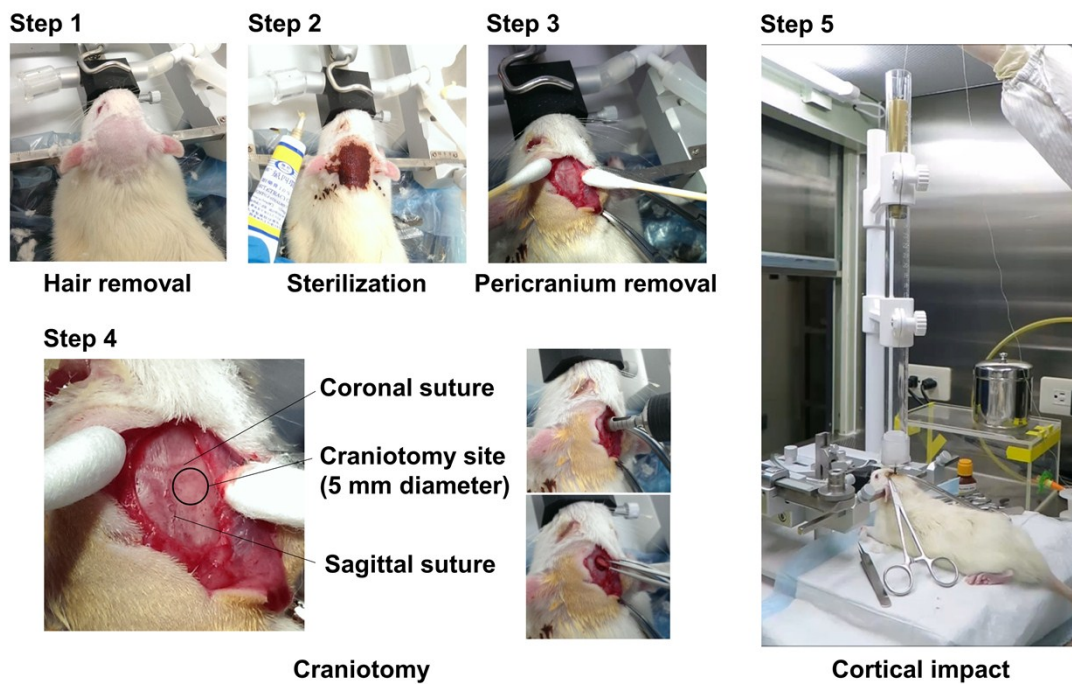 Step 1
Step 2
Step 3
Step 5
Hair removal
Sterilization
Pericranium removal
Step 4
Coronal suture
Craniotomy site
(5 mm diameter)
Sagittal suture
Craniotomy
Cortical impact